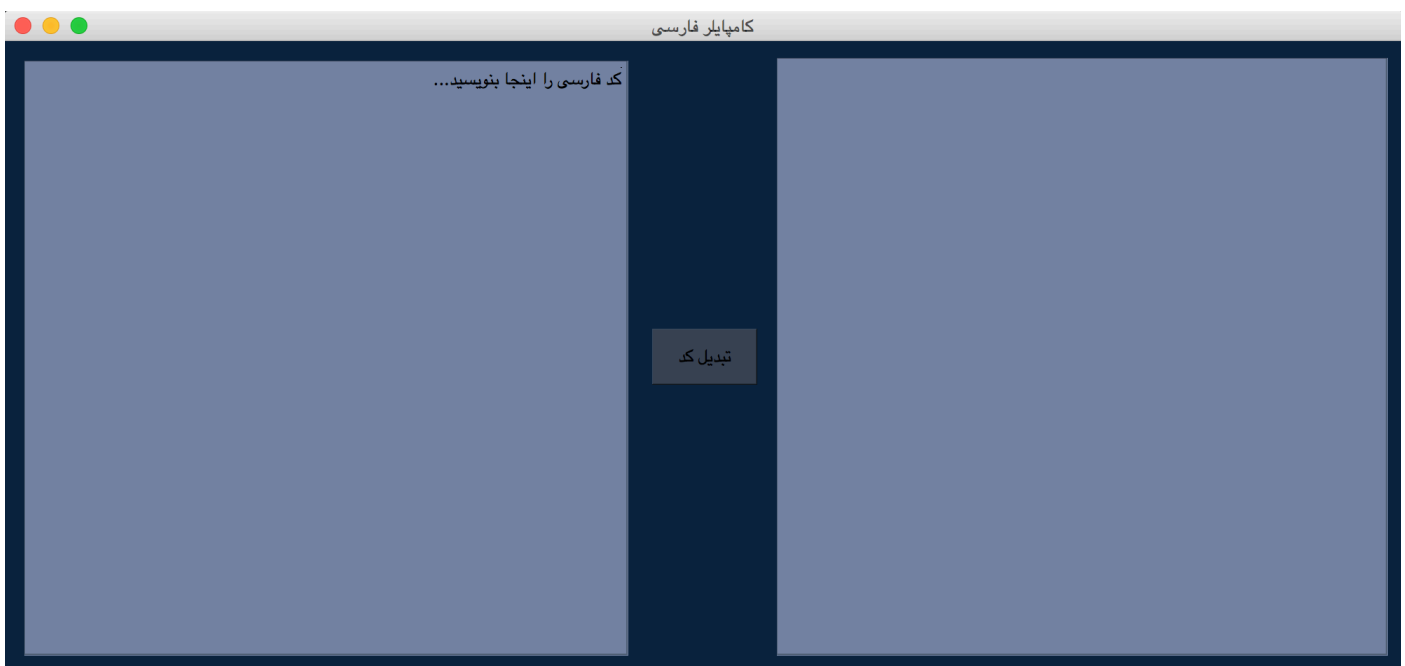 کامپایلر فارسی
کد فارسی را اینجا بنویسید...
تبدیل کد